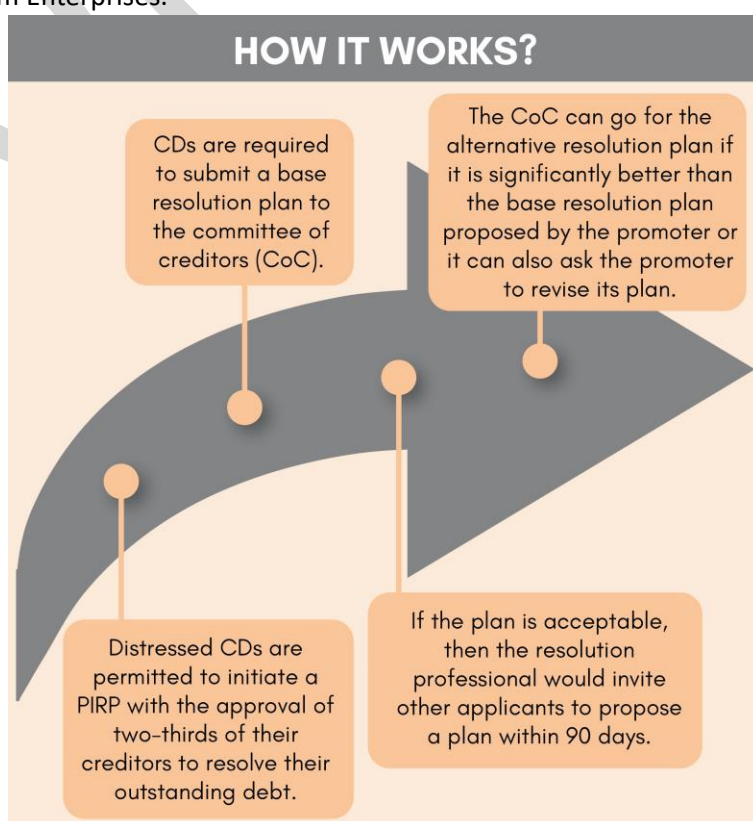 Enterprises.
HOW IT WORKS?
CDs are required
to submit a base
resolution plan to
the committee of
creditors (CoC).
The CoC can go for the
alternative resolution plan if
it is significantly better than
the base resolution plan
proposed by the promoter or
it can also ask the promoter
to revise its plan.
Distressed CDs are
permitted to initiate a
PIRP with the approval of
two-thirds of their
creditors to resolve their
outstanding debt.
If the plan is acceptable,
then the resolution
professional would invite
other applicants to propose
a plan within 90 days.